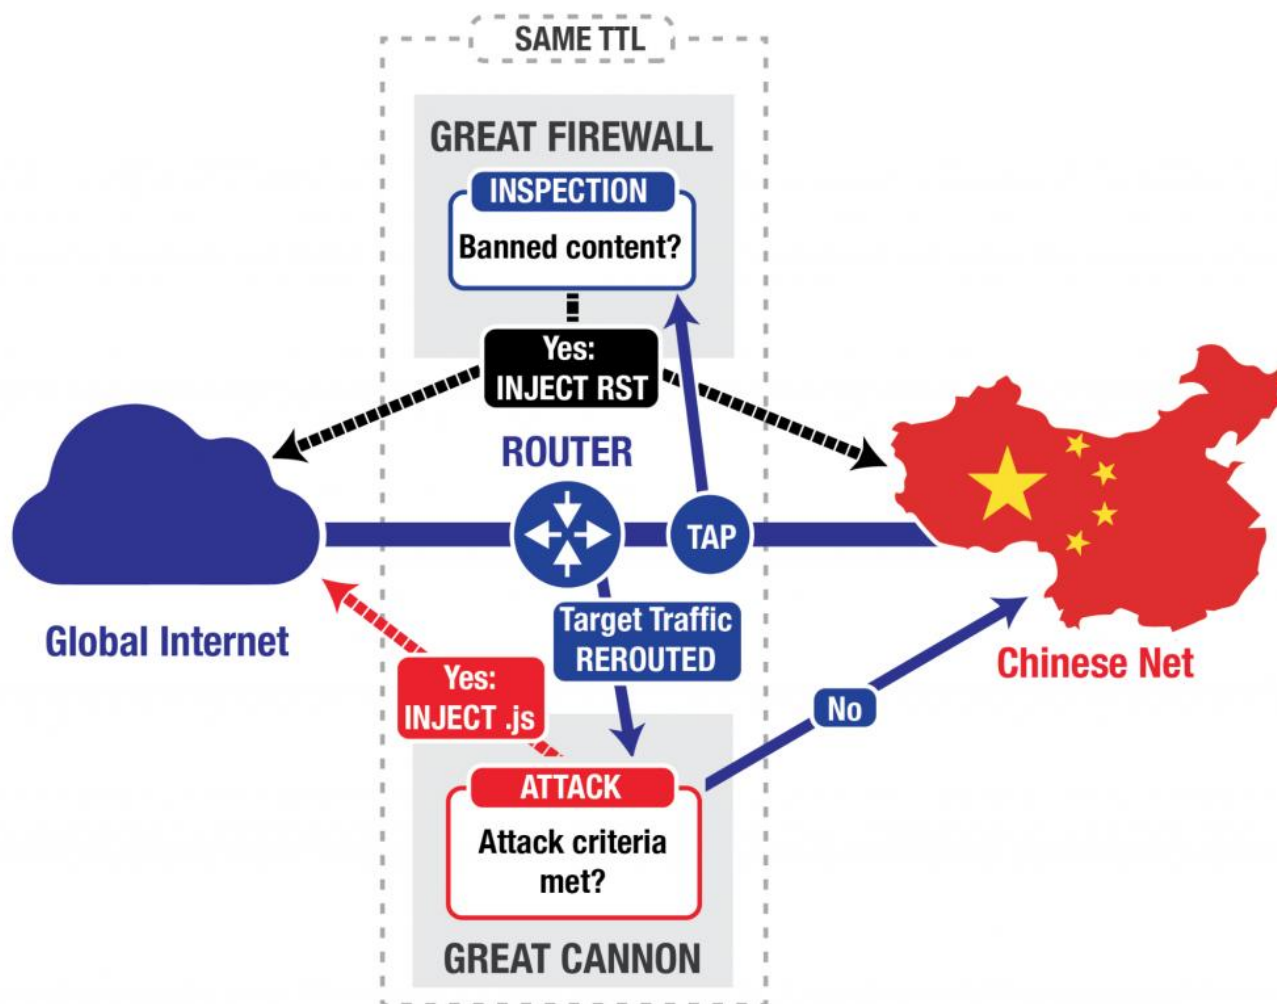 SAME TTL
GREAT FIREWALL
INSPECTION
Banned content?
Yes:
INJECT RST
ROUTER
TAP
Global Internet
Target Traffic
REROUTED
Chinese Net
Yes:
INJECT .js
No
ATTACK
Attack criteria
met?
GREAT CANNON